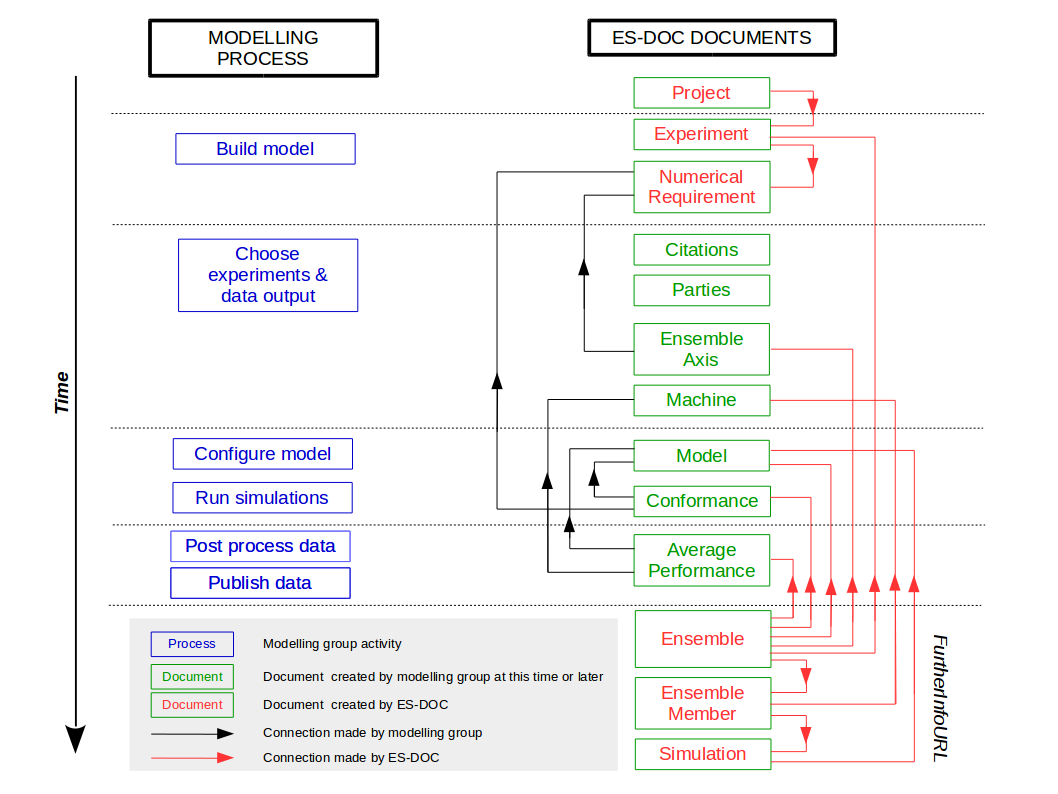 MODELLING
PROCESS
ES-DOC DOCUMENTS
Project
Experiment
Build model
Numerical
Requirement
Choose
experiments &
data output
Citations
Parties
Ensemble
Axis
Time
Machine
Configure model
Model
Run simulations
Conformance
Post process data
Average
Performance
Publish data
Ensemble
Ensemble
Member
Simulation
FurtherInfoURL
Process
Modelling group activity
Document
Document created by modelling group at this time or later
Document
Document created by ES-DOC
Connection made by modelling group
Connection made by ES-DOC